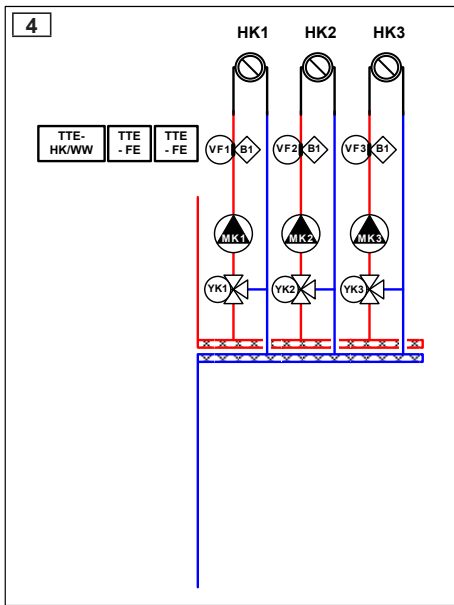 4
HK1 HK2 HK3
TTE-
HK/WW
TTE
- FE
TTE
- FE
VF1 B1 VF2 B1 VF3 B1
MK1 MK2 MK3
YK1 YK2 YK3